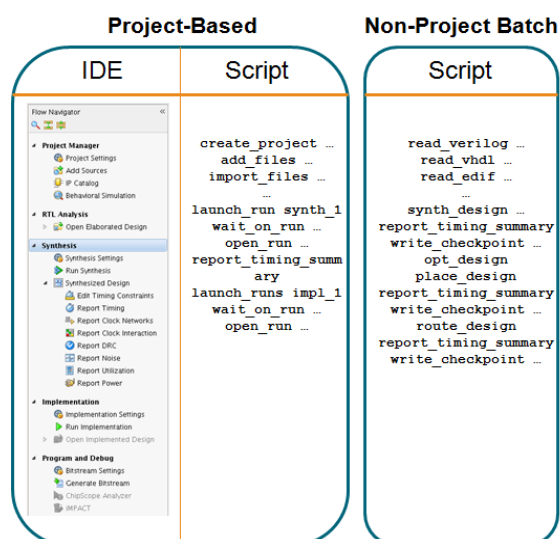 Project-Based
Non-Project Batch
IDE
Script
Script
Flow Navigator
«
Project Manager
Project Settings
Add Sources
IP Catalog
Behavioral Simulation
RTL Analysis
Open Elaborated Design
Synthesis
Synthesis Settings
Run Synthesis
Synthesized Design
Edit Timing Constraints
Report Timing
Report Clock Networks
Report Clock Interaction
Report DRC
Report Noise
Report Utilization
Report Power
Implementation
Implementation Settings
Run Implementation
Open Implemented Design
Program and Debug
Bitstream Settings
Generate Bitstream
ChipScope Analyzer
iMPACT
create_project …
add_files …
import_files …
…
launch_run synth_1
wait_on_run …
open_run …
report_timing_summ
ary
launch_runs impl_1
wait_on_run …
open_run …
read_verilog …
read_vhdl …
read_edif …
…
synth_design …
report_timing_summary
write_checkpoint …
opt_design
place_design
report_timing_summary
write_checkpoint …
route_design
report_timing_summary
write_checkpoint …